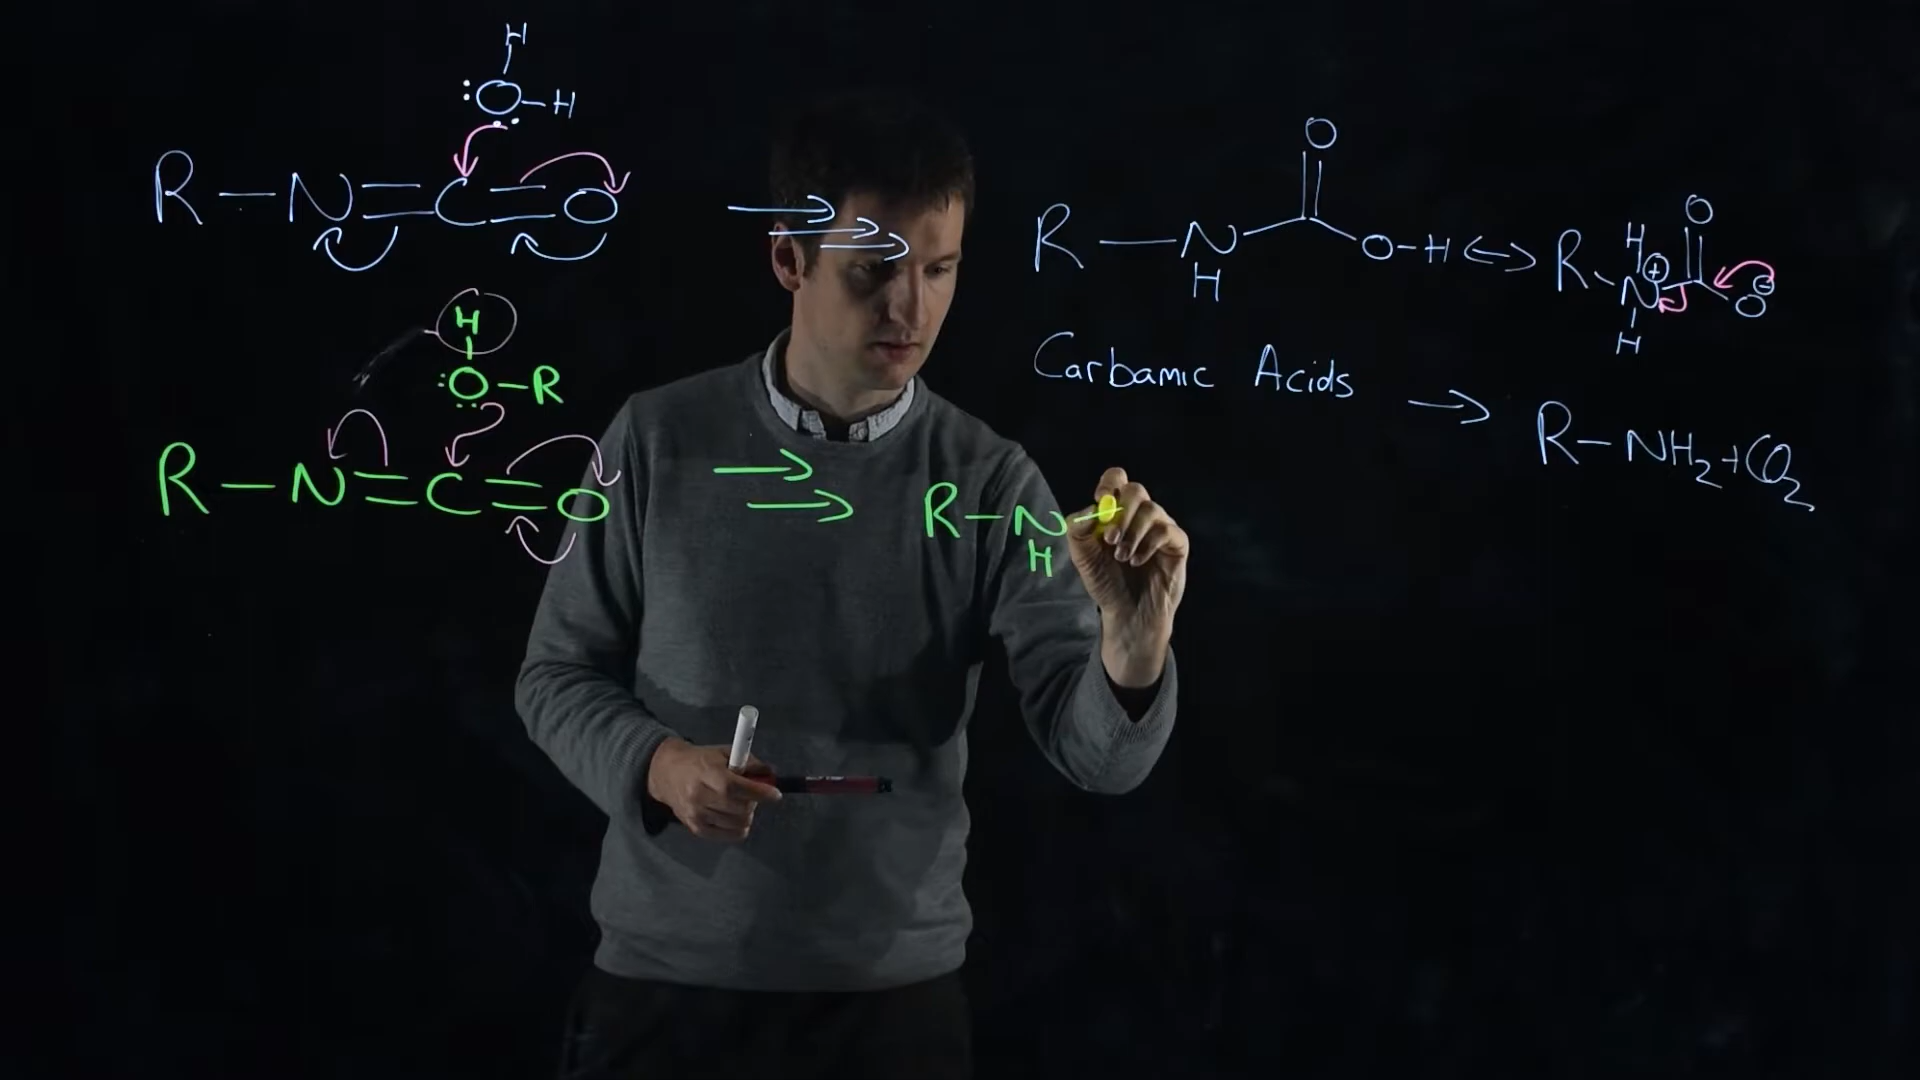 H
:O-H
R-N=C=O
R-N-O-H ↔ R-N-O
O
H
O
H
⊕
⊖
H
Carbamic Acids → R-NH₂+CO₂
H
:O-R
R-N=C=O
R-N-
H